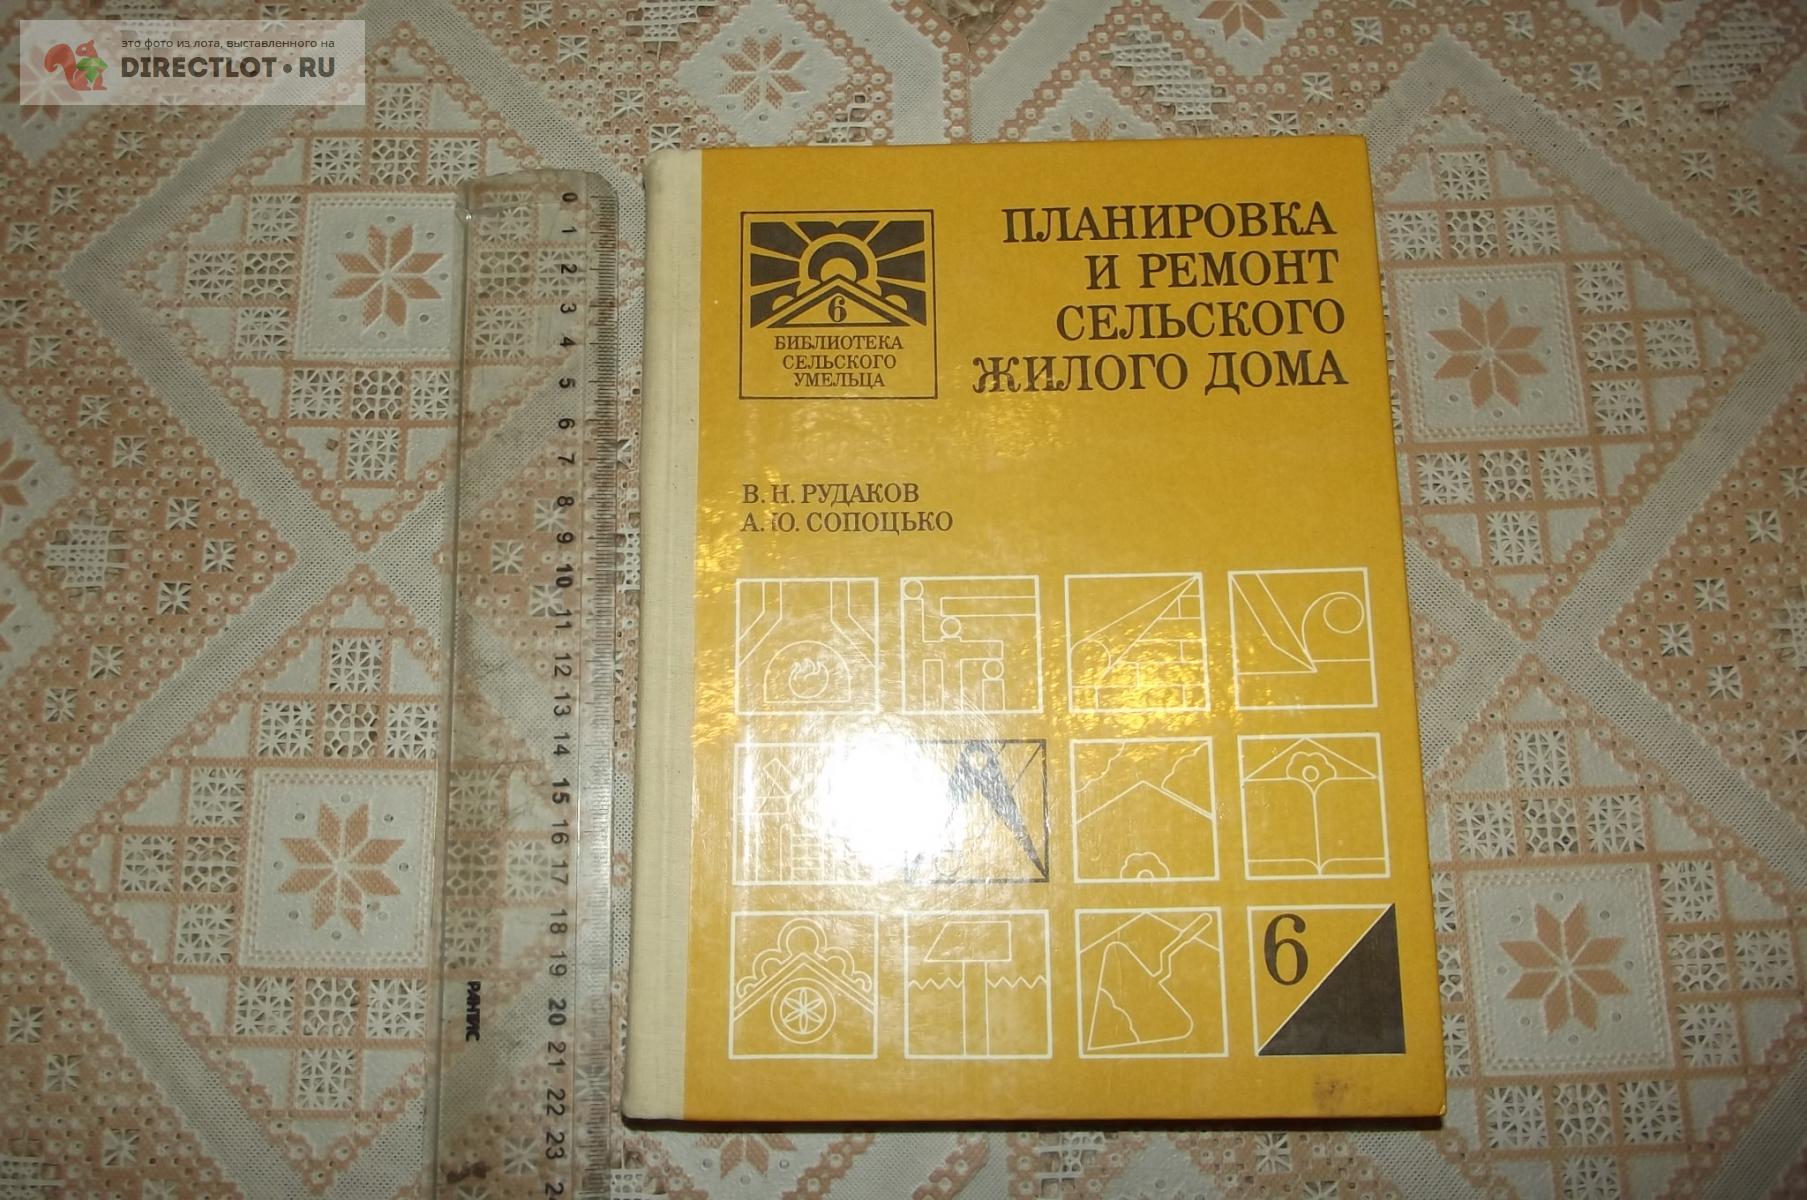 это фото из лота, выставленного на
DIRECTLOT•RU
ПЛАНИРОВКА
И РЕМОНТ
СЕЛЬСКОГО
ЖИЛОГО ДОМА
6
БИБЛИОТЕКА
СЕЛЬСКОГО
УМЕЛЬЦА
В. Н. РУДАКОВ
А. Ю. СОПОЦЬКО
6
0 1 2 3 4 5 6 7 8 9 10 11 12 13 14 15 16 17 18 19 20 21 22 23